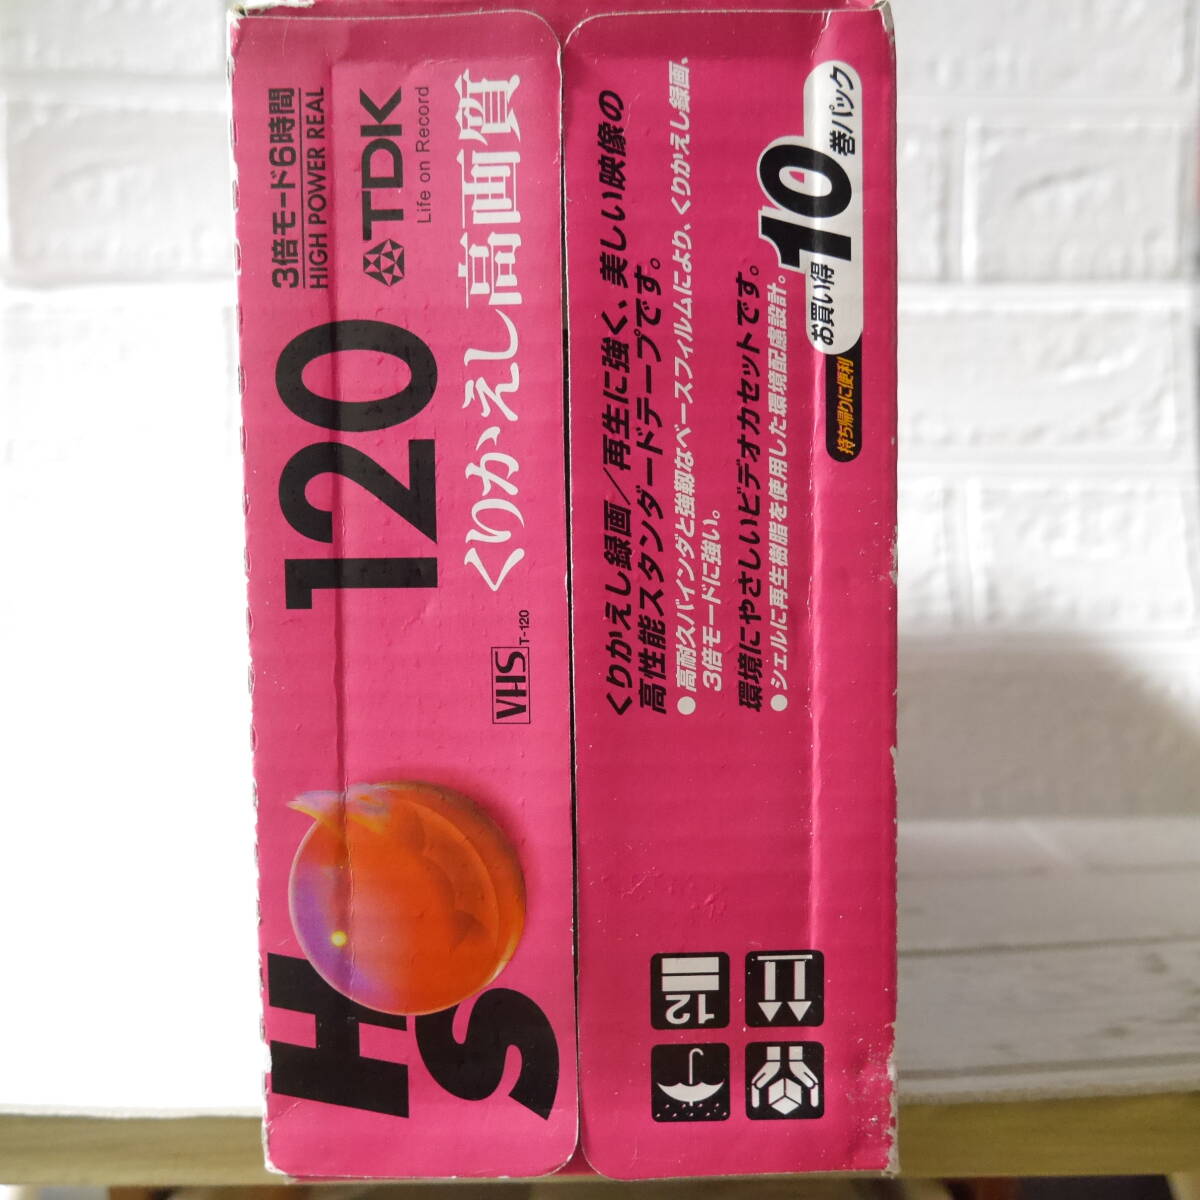 HS
120
3倍モード6時間
HIGH POWER REAL
TDK
Life on Record
くりかえし高画質
VHS
T-120
くりかえし録画/再生に強く、美しい映像の
高性能スタンダードテープです。
●高耐久バインダと強靱なベースフィルムにより、くりかえし録画、
3倍モードに強い。
環境にやさしいビデオカセットです。
●シェルに再生樹脂を使用した環境配慮設計。
お買い得10巻パック
持ち帰りに便利
12